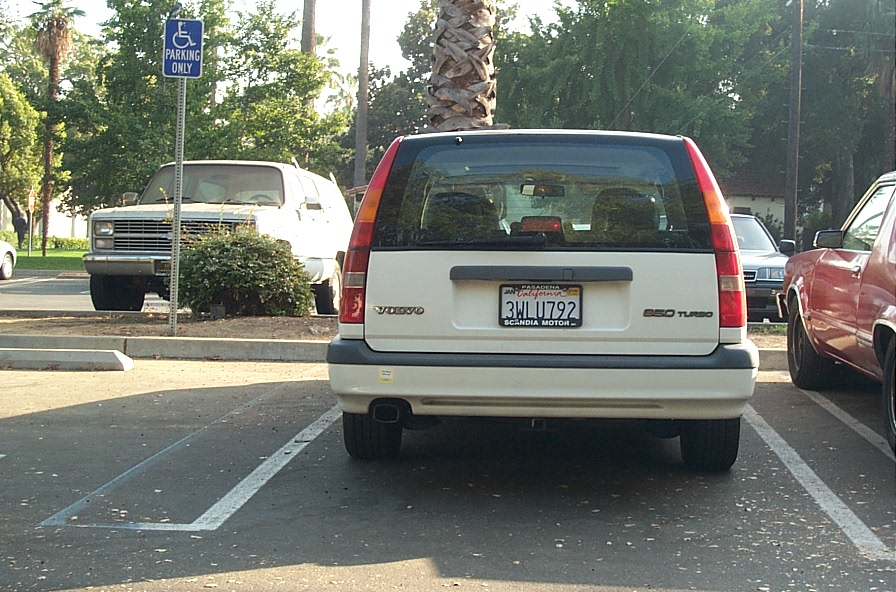 PARKING
ONLY
VOLVO
PASADENA
California
3WLU792
SCANDIA MOTOR
850 TURBO